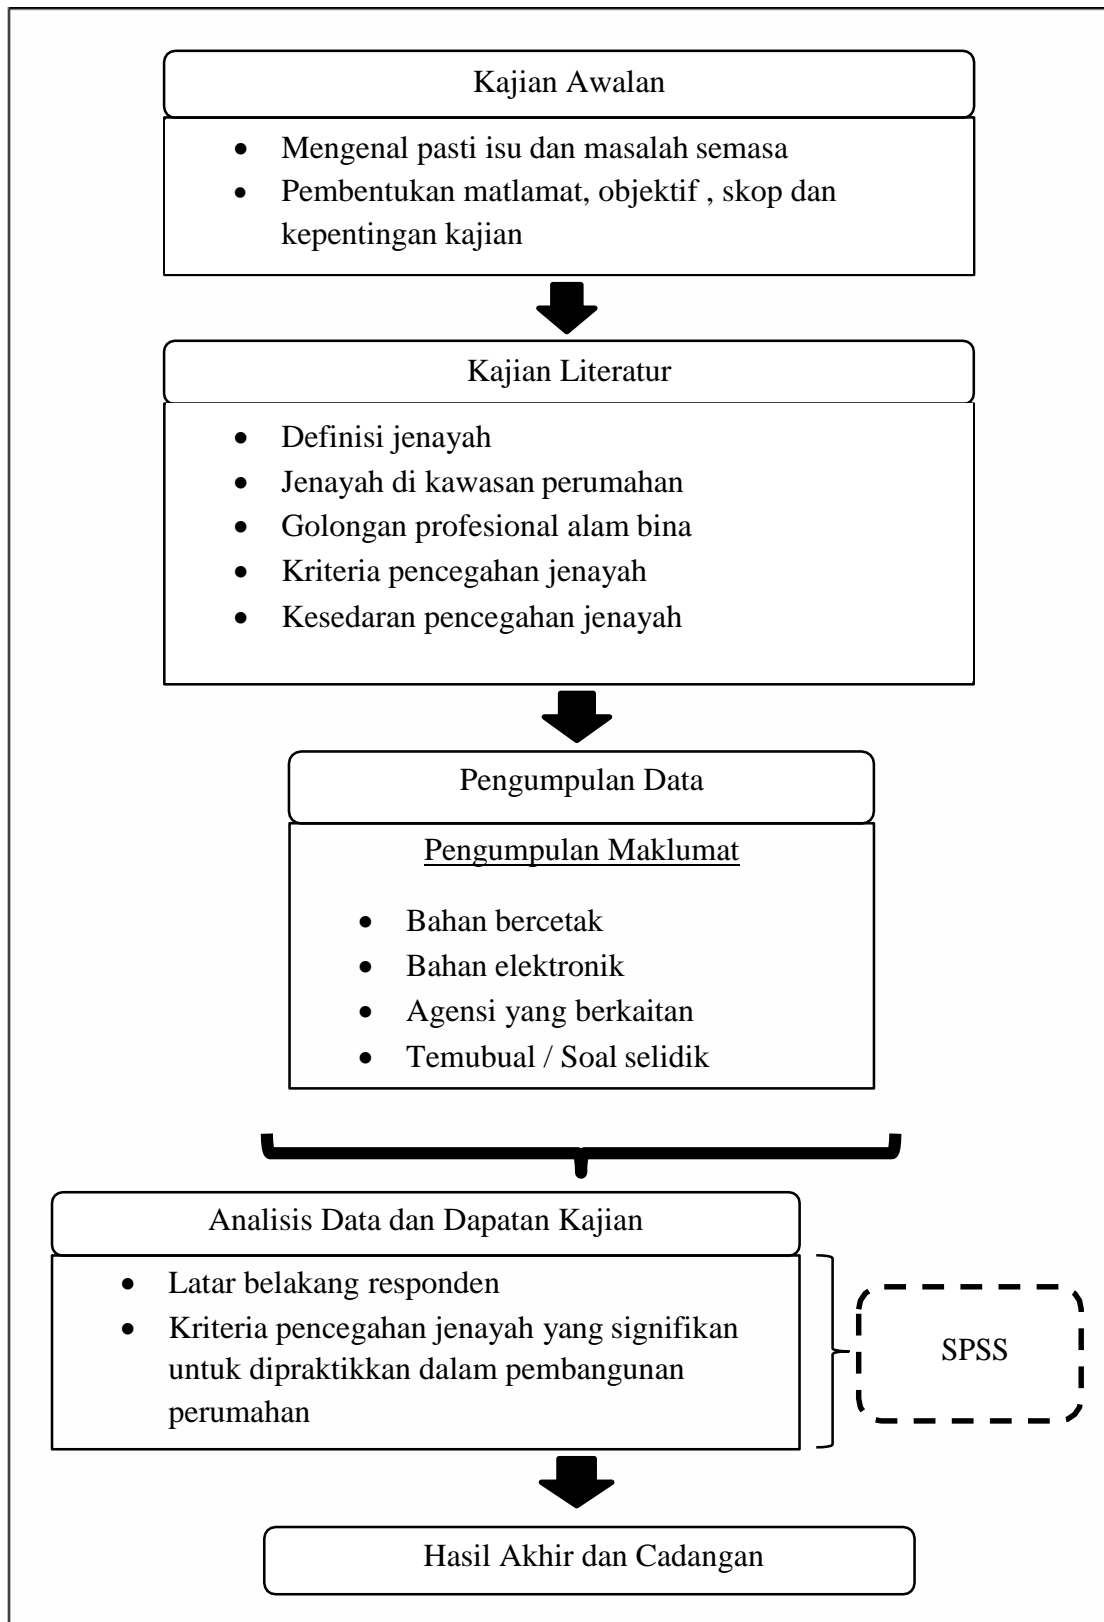 Kajian Awalan
• Mengenal pasti isu dan masalah semasa
• Pembentukan matlamat, objektif , skop dan
kepentingan kajian
Kajian Literatur
• Definisi jenayah
• Jenayah di kawasan perumahan
• Golongan profesional alam bina
• Kriteria pencegahan jenayah
• Kesedaran pencegahan jenayah
Pengumpulan Data
Pengumpulan Maklumat
• Bahan bercetak
• Bahan elektronik
• Agensi yang berkaitan
• Temubual / Soal selidik
Analisis Data dan Dapatan Kajian
• Latar belakang responden
• Kriteria pencegahan jenayah yang signifikan
untuk dipraktikkan dalam pembangunan
perumahan
SPSS
Hasil Akhir dan Cadangan